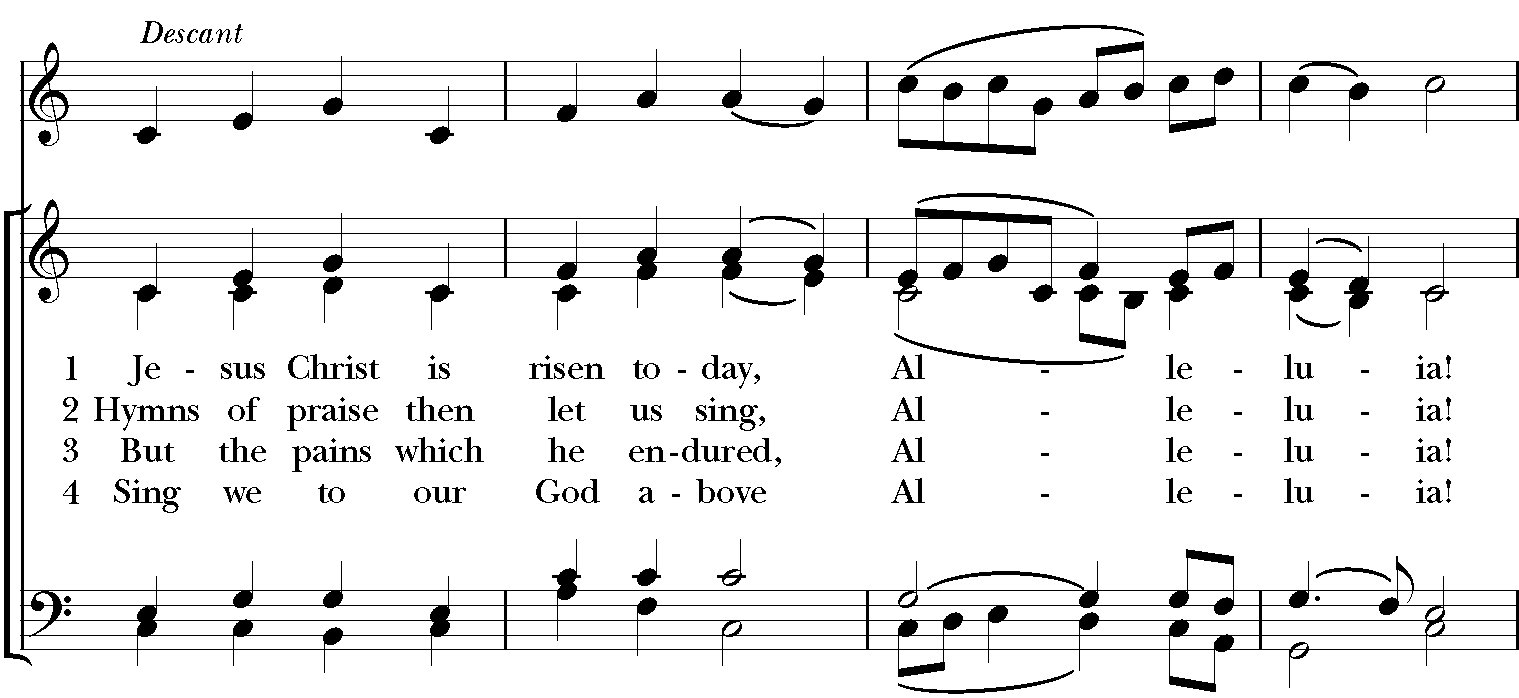 Descant
1 Je - sus Christ is risen to - day, Al - le - lu - ia!
2 Hymns of praise then let us sing, Al - le - lu - ia!
3 But the pains which he en-dured, Al - le - lu - ia!
4 Sing we to our God a - bove Al - le - lu - ia!